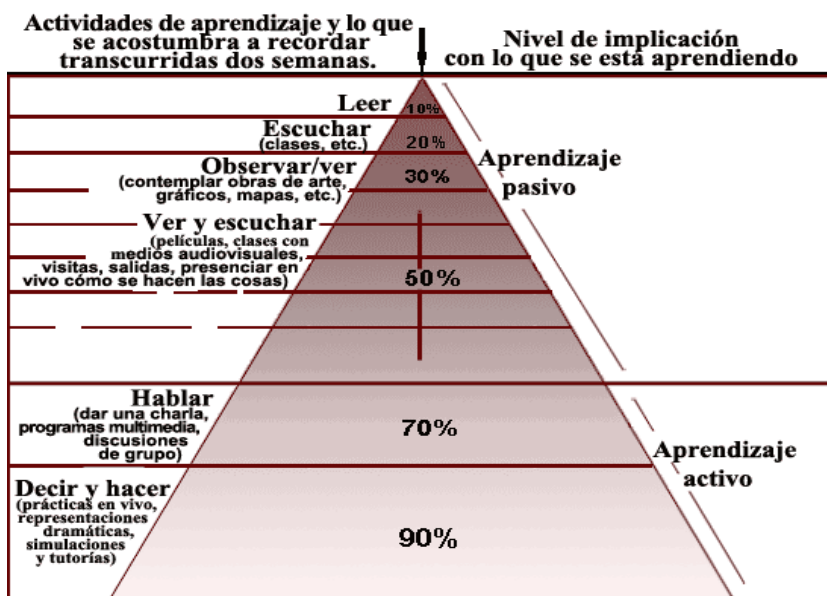 Actividades de aprendizaje y lo que
se acostumbra a recordar
transcurridas dos semanas.
Nivel de implicación
con lo que se está aprendiendo
Leer
10%
Escuchar
(clases, etc.)
20%
Observar/ver
(contemplar obras de arte,
gráficos, mapas, etc.)
30%
Ver y escuchar
(películas, clases con
medios audiovisuales,
visitas, salidas, presenciar en
vivo cómo se hacen las cosas)
50%
Aprendizaje
pasivo
Hablar
(dar una charla,
programas multimedia,
discusiones
de grupo)
70%
Decir y hacer
(prácticas en vivo,
representaciones
dramáticas,
simulaciones
y tutorías)
90%
Aprendizaje
activo